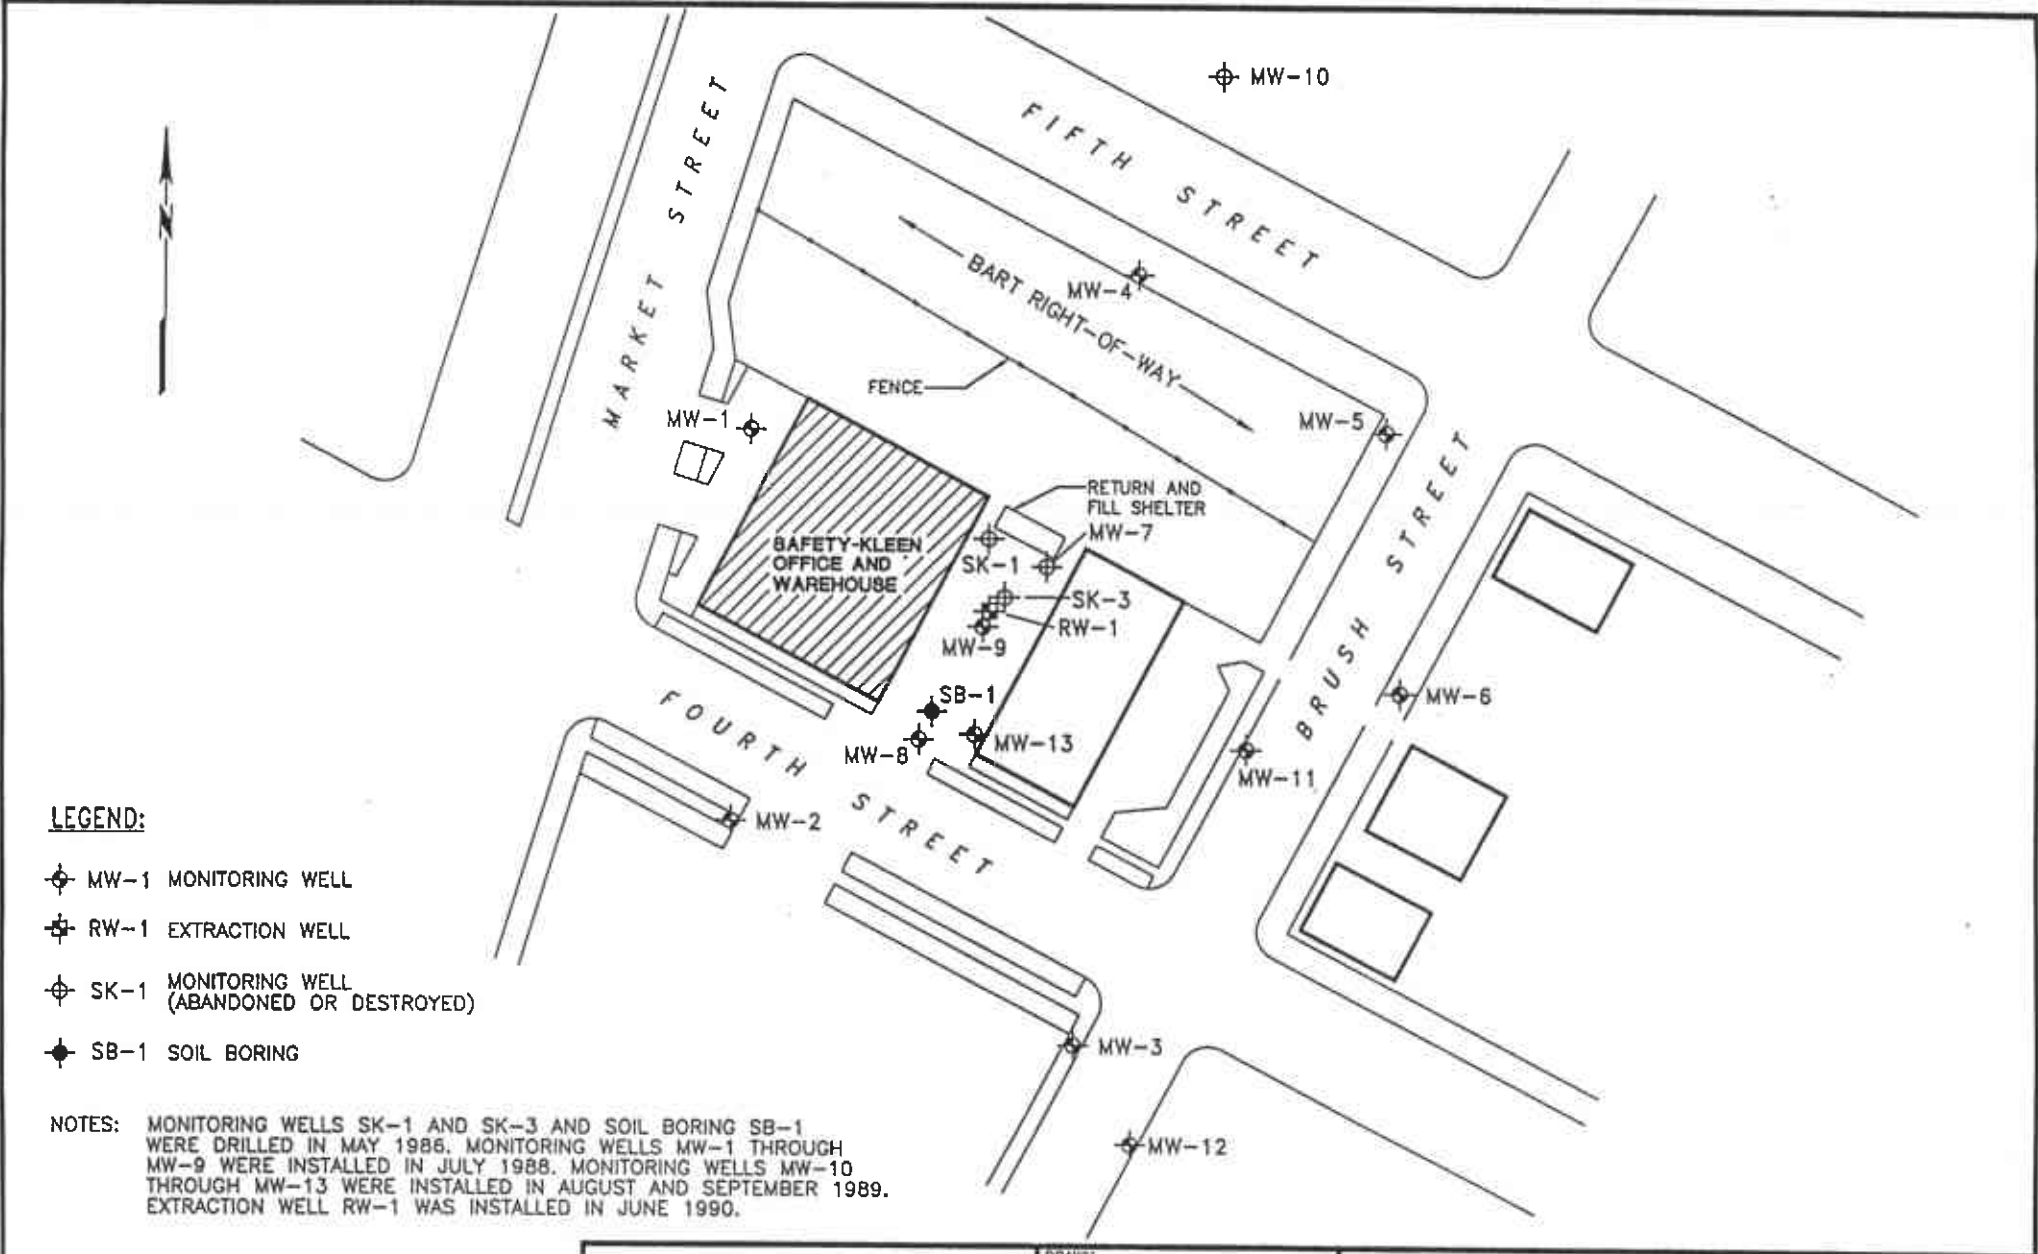 MW-10
FIFTH STREET
MARKET STREET
N
BART RIGHT-OF-WAY
MW-4
FENCE
MW-1
MW-5
RETURN AND
FILL SHELTER
MW-7
SK-1
SAFETY-KLEEN
OFFICE AND
WAREHOUSE
SK-3
RW-1
MW-9
BRUSH STREET
MW-6
SB-1
MW-8
MW-13
MW-11
FOURTH STREET
MW-2
MW-3
MW-12
LEGEND:
MW-1 MONITORING WELL
RW-1 EXTRACTION WELL
SK-1 MONITORING WELL
(ABANDONED OR DESTROYED)
SB-1 SOIL BORING
NOTES: MONITORING WELLS SK-1 AND SK-3 AND SOIL BORING SB-1
WERE DRILLED IN MAY 1986. MONITORING WELLS MW-1 THROUGH
MW-9 WERE INSTALLED IN JULY 1988. MONITORING WELLS MW-10
THROUGH MW-13 WERE INSTALLED IN AUGUST AND SEPTEMBER 1989.
EXTRACTION WELL RW-1 WAS INSTALLED IN JUNE 1990.